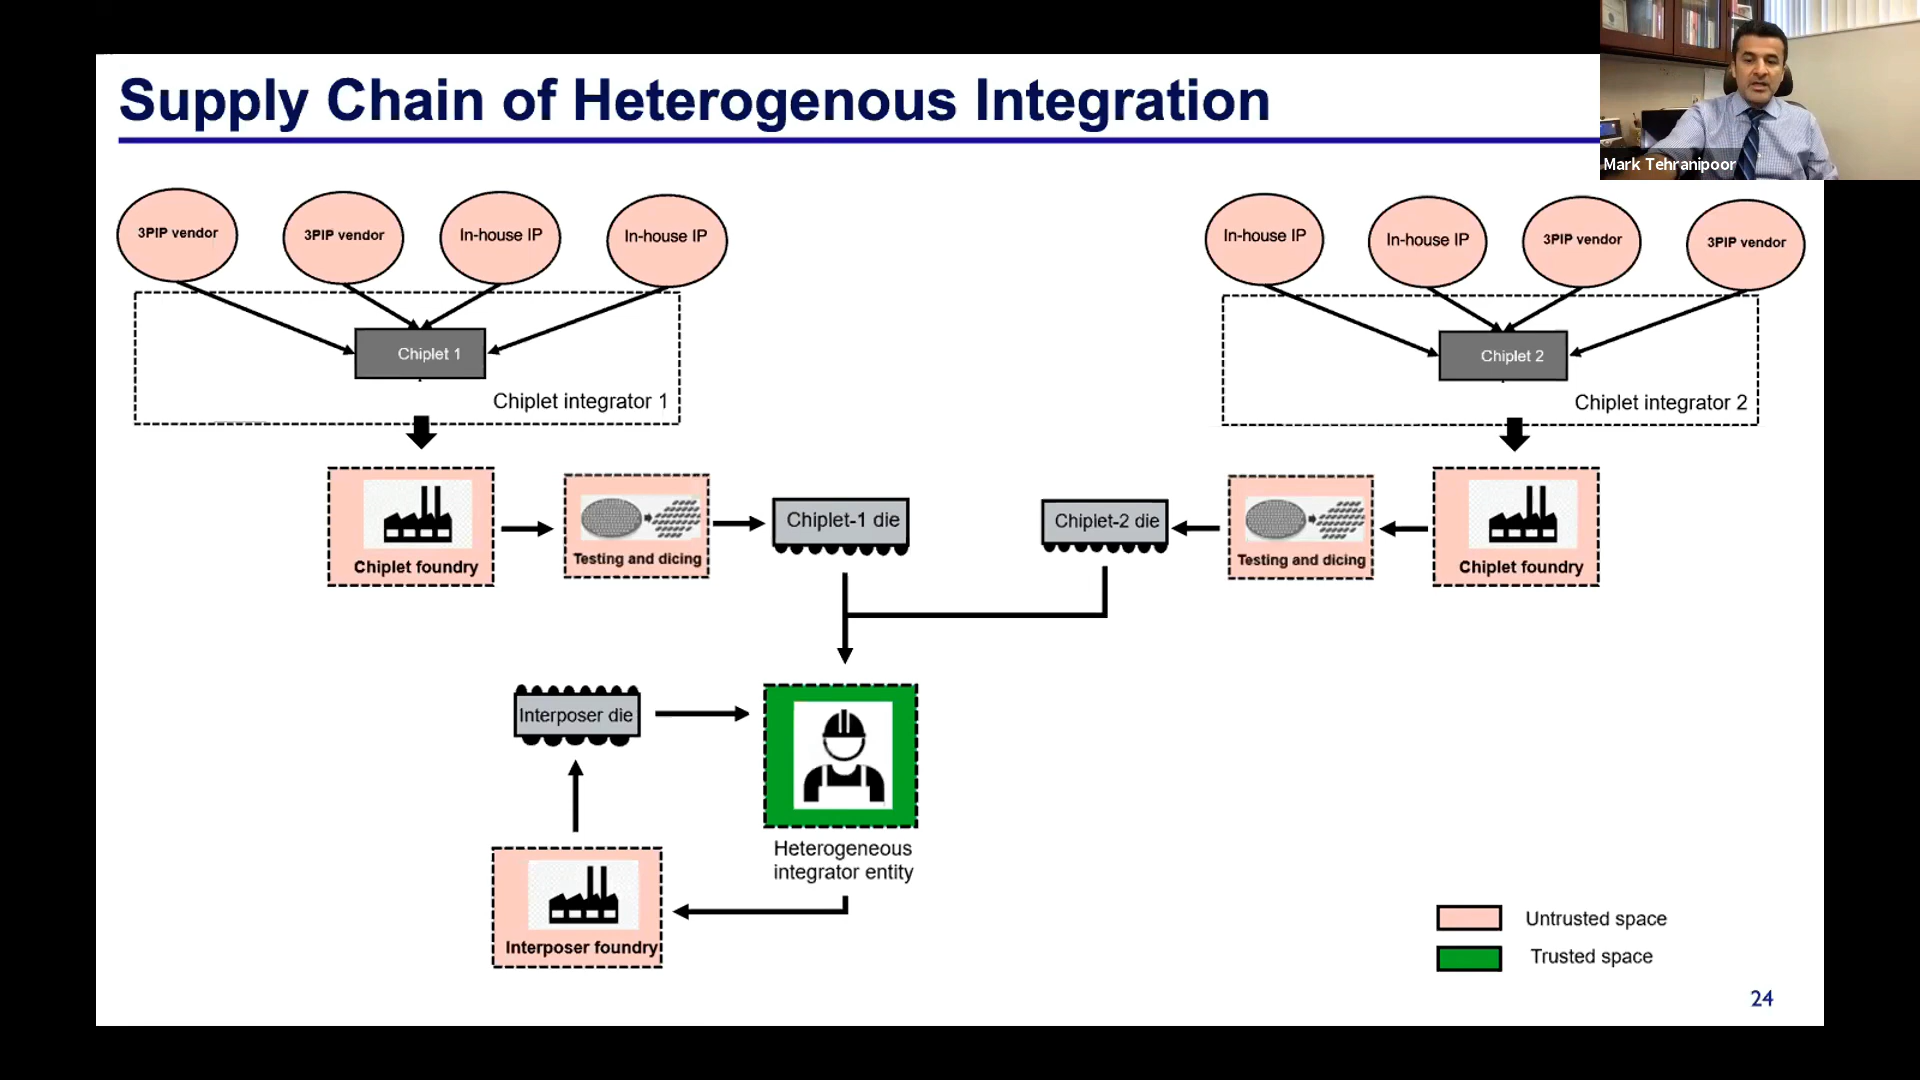 Supply Chain of Heterogenous Integration
Mark Tehranipoor
3PIP vendor
3PIP vendor
In-house IP
In-house IP
In-house IP
In-house IP
3PIP vendor
3PIP vendor
Chiplet 1
Chiplet integrator 1
Chiplet 2
Chiplet integrator 2
Chiplet foundry
Testing and dicing
Chiplet-1 die
Chiplet-2 die
Testing and dicing
Chiplet foundry
Interposer die
Heterogeneous
integrator entity
Interposer foundry
Untrusted space
Trusted space
24